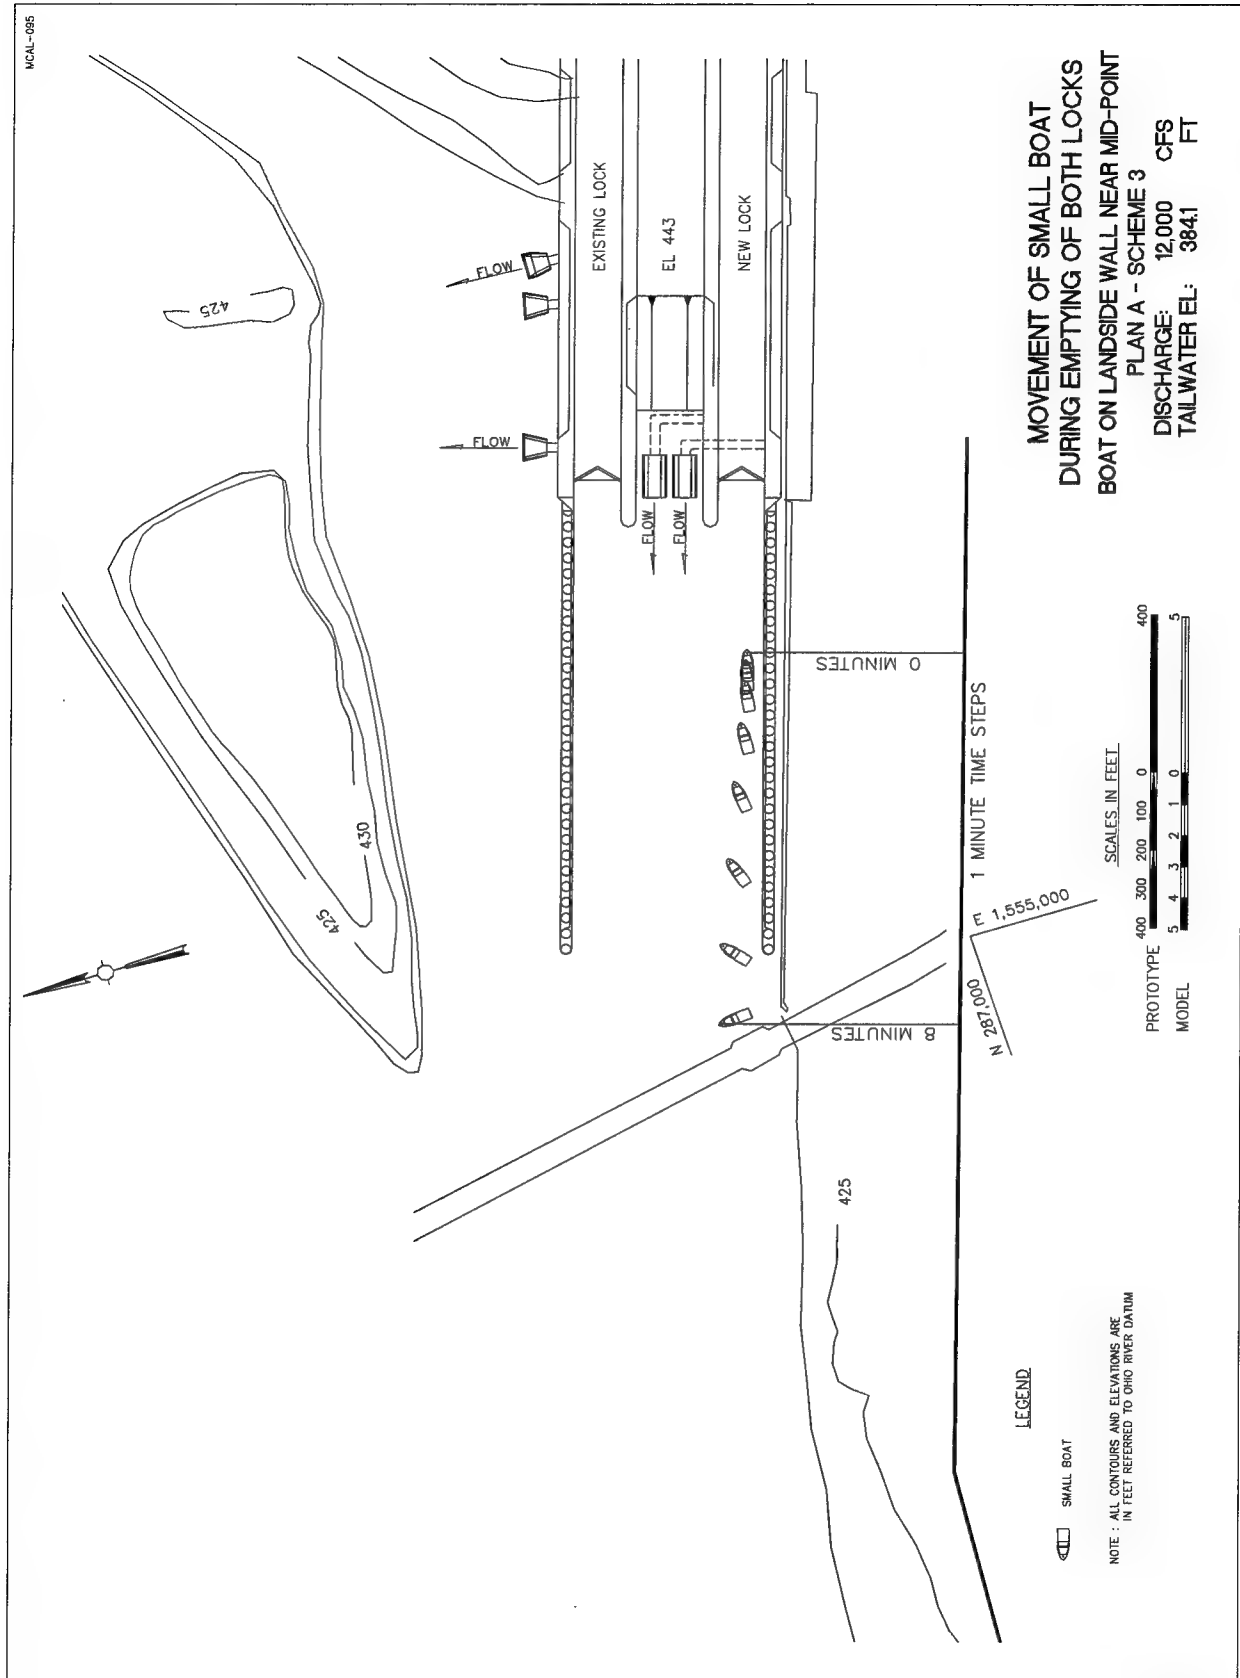 MCAL-095
425
FLOW
FLOW
EXISTING LOCK
EL 443
NEW LOCK
FLOW
FLOW
430
425
0 MINUTES
8 MINUTES
1 MINUTE TIME STEPS
E 1,555,000
N 287,000
425
MOVEMENT OF SMALL BOAT
DURING EMPTYING OF BOTH LOCKS
BOAT ON LANDSIDE WALL NEAR MID-POINT
PLAN A - SCHEME 3
DISCHARGE: 12,000 CFS
TAILWATER EL: 384.1 FT
SCALES IN FEET
PROTOTYPE 400 300 200 100 0 400
MODEL 5 4 3 2 1 0 5
LEGEND
SMALL BOAT
NOTE : ALL CONTOURS AND ELEVATIONS ARE
IN FEET REFERRED TO OHIO RIVER DATUM